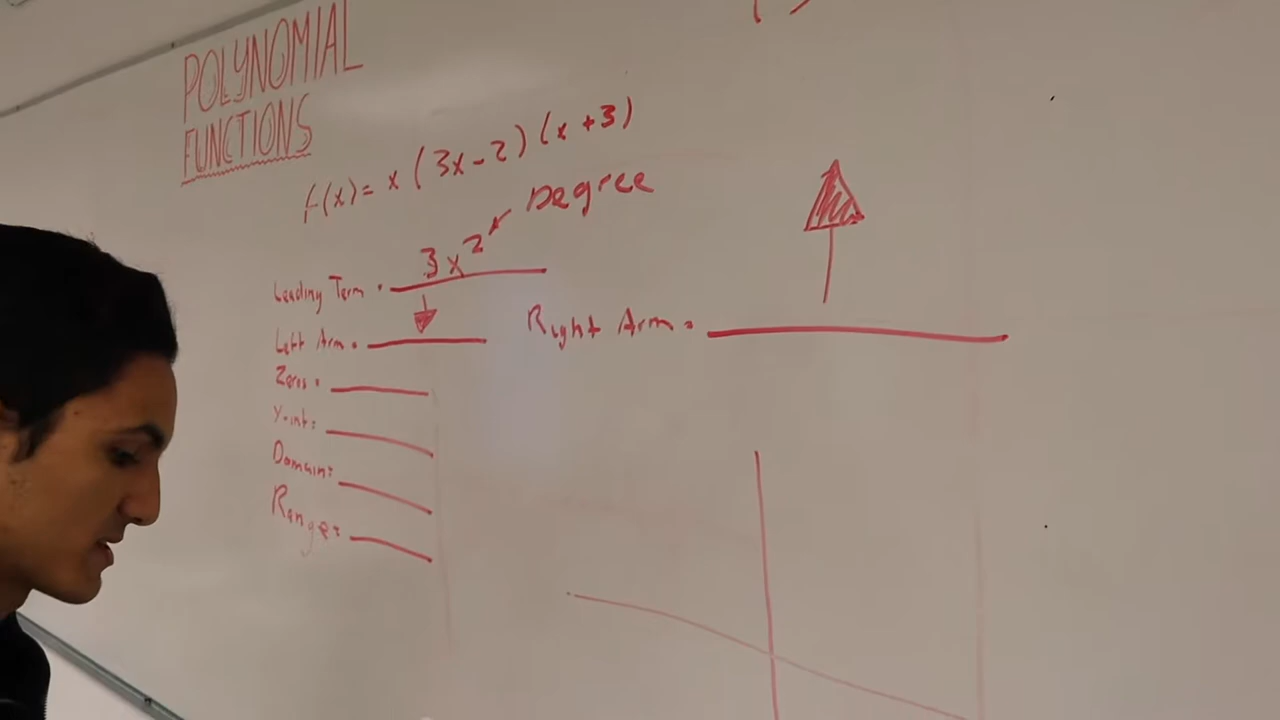 POLYNOMIAL
FUNCTIONS
f(x)= x(3x-2)(x+3)
Degree
Leading Term: 3x²
Left Arm: Right Arm:
Zeros:
Y-int:
Domain:
Range: